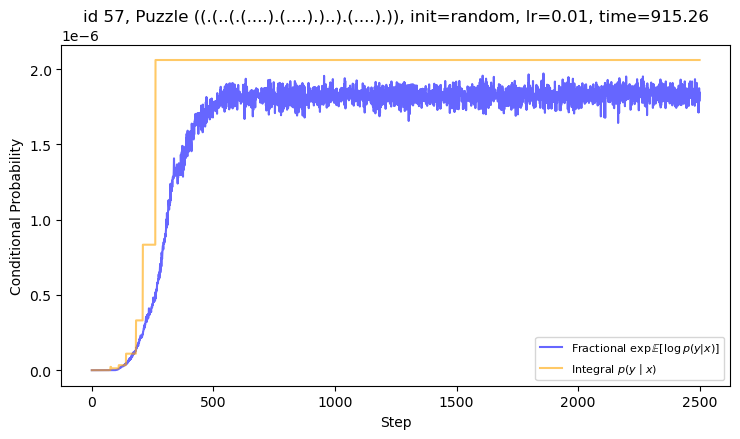 id 57, Puzzle ((.(..(.(....).(....).)..).(....).)), init=random, lr=0.01, time=915.26
1e−6
2.0
1.5
1.0
0.5
0.0
Conditional Probability
0
500
1000
1500
2000
2500
Step
Fractional exp 𝔼[log p(y|x)]
Integral p(y | x)